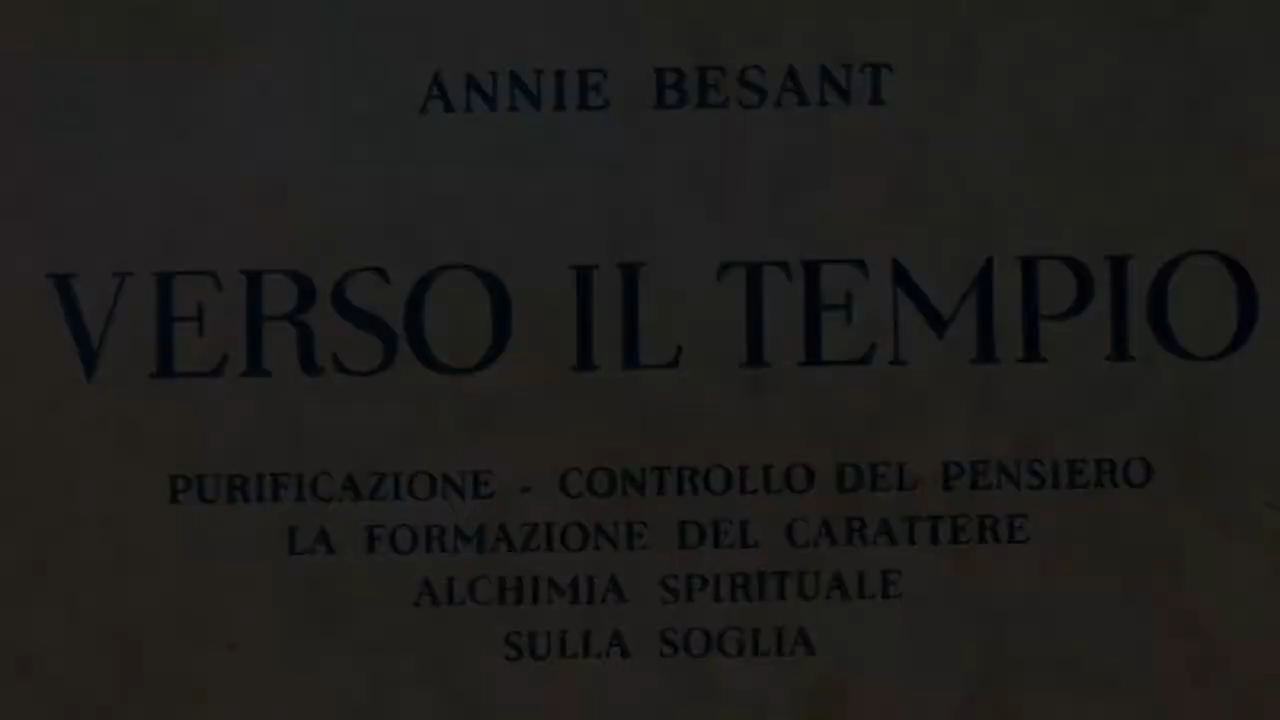 ANNIE BESANT
VERSO IL TEMPIO
PURIFICAZIONE - CONTROLLO DEL PENSIERO
LA FORMAZIONE DEL CARATTERE
ALCHIMIA SPIRITUALE
SULLA SOGLIA